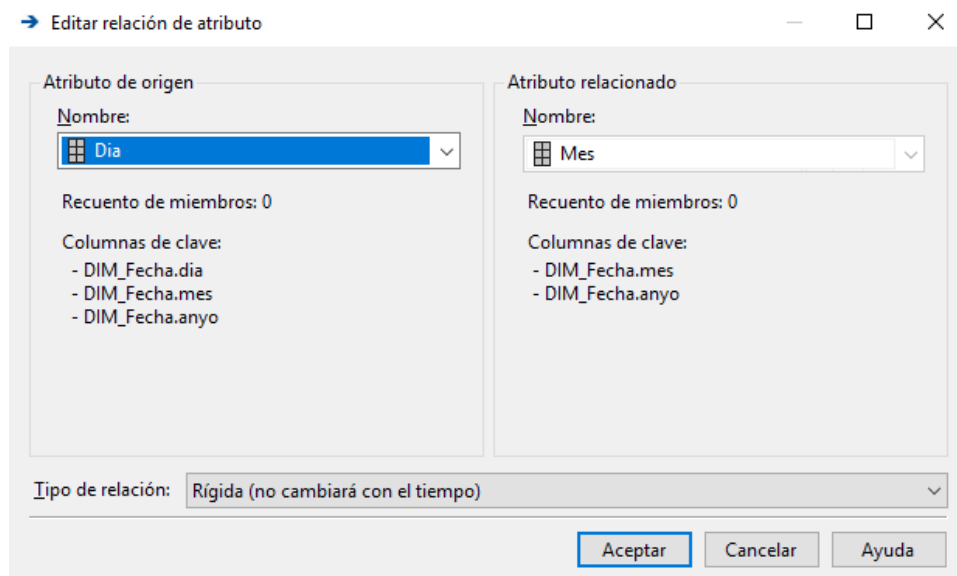 Editar relación de atributo
Atributo de origen
Nombre:
Dia
Recuento de miembros: 0
Columnas de clave:
- DIM_Fecha.dia
- DIM_Fecha.mes
- DIM_Fecha.anyo
Atributo relacionado
Nombre:
Mes
Recuento de miembros: 0
Columnas de clave:
- DIM_Fecha.mes
- DIM_Fecha.anyo
Tipo de relación: Rígida (no cambiará con el tiempo)
Aceptar Cancelar Ayuda